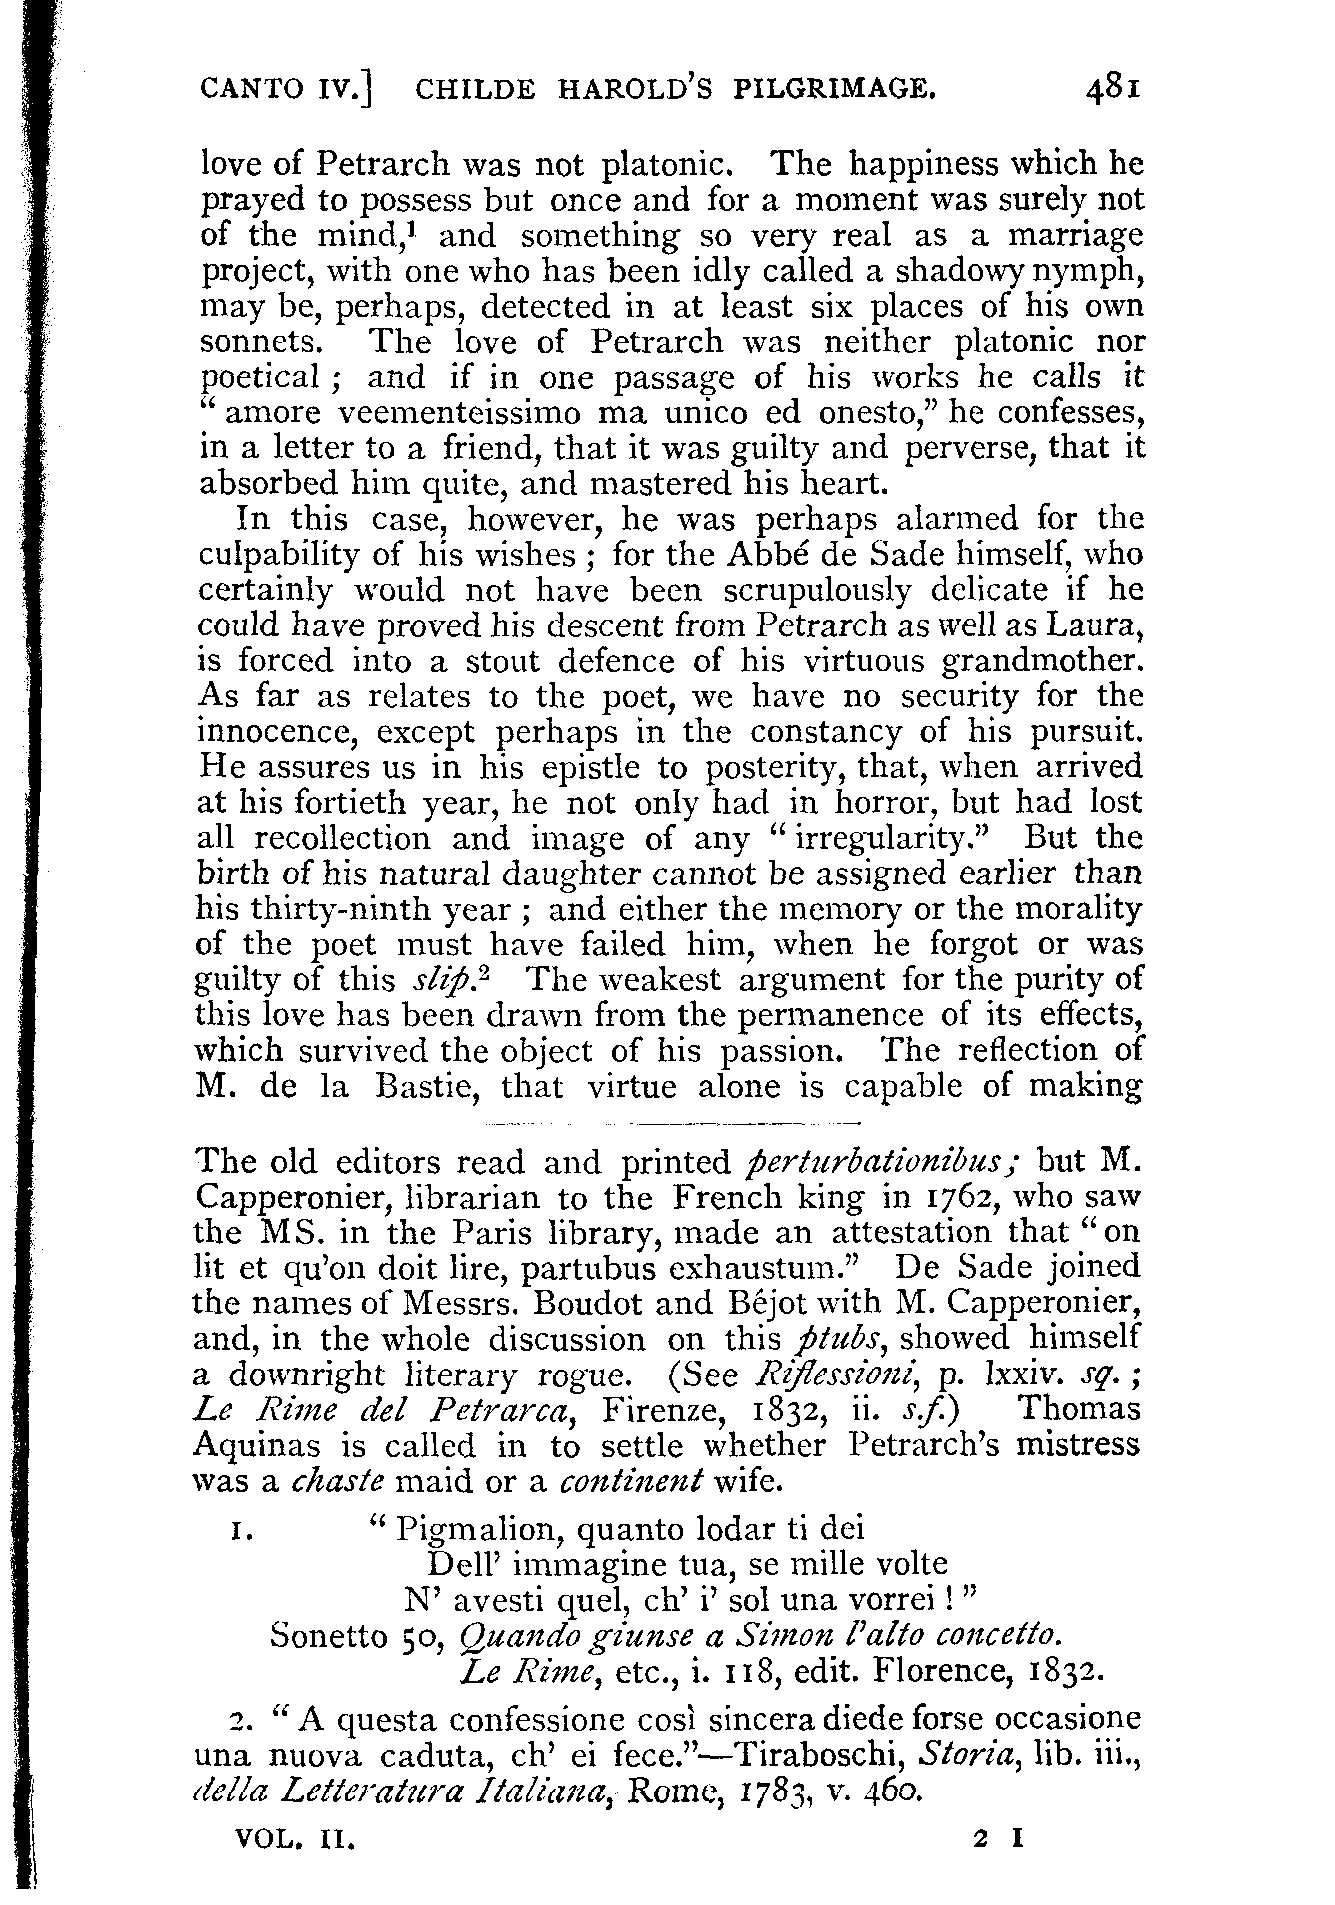 CANTO IV.] CHILDE HAROLD'S PILGRIMAGE. 481
love of Petrarch was not platonic. The happiness which he
prayed to possess but once and for a moment was surely not
of the mind,¹ and something so very real as a marriage
project, with one who has been idly called a shadowy nymph,
may be, perhaps, detected in at least six places of his own
sonnets. The love of Petrarch was neither platonic nor
poetical ; and if in one passage of his works he calls it
“ amore veementeissimo ma unico ed onesto,” he confesses,
in a letter to a friend, that it was guilty and perverse, that it
absorbed him quite, and mastered his heart.
In this case, however, he was perhaps alarmed for the
culpability of his wishes ; for the Abbé de Sade himself, who
certainly would not have been scrupulously delicate if he
could have proved his descent from Petrarch as well as Laura,
is forced into a stout defence of his virtuous grandmother.
As far as relates to the poet, we have no security for the
innocence, except perhaps in the constancy of his pursuit.
He assures us in his epistle to posterity, that, when arrived
at his fortieth year, he not only had in horror, but had lost
all recollection and image of any “ irregularity.” But the
birth of his natural daughter cannot be assigned earlier than
his thirty-ninth year ; and either the memory or the morality
of the poet must have failed him, when he forgot or was
guilty of this slip.² The weakest argument for the purity of
this love has been drawn from the permanence of its effects,
which survived the object of his passion. The reflection of
M. de la Bastie, that virtue alone is capable of making
The old editors read and printed perturbationibus; but M.
Capperonier, librarian to the French king in 1762, who saw
the MS. in the Paris library, made an attestation that “ on
lit et qu'on doit lire, partubus exhaustum.” De Sade joined
the names of Messrs. Boudot and Béjot with M. Capperonier,
and, in the whole discussion on this ptubs, showed himself
a downright literary rogue. (See Riflessioni, p. lxxiv. sq. ;
Le Rime del Petrarca, Firenze, 1832, ii. s.f.) Thomas
Aquinas is called in to settle whether Petrarch's mistress
was a chaste maid or a continent wife.
1. “ Pigmalion, quanto lodar ti dei
Dell' immagine tua, se mille volte
N' avesti quel, ch' i' sol una vorrei ! ”
Sonetto 50, Quando giunse a Simon l'alto concetto.
Le Rime, etc., i. 118, edit. Florence, 1832.
2. “ A questa confessione così sincera diede forse occasione
una nuova caduta, ch' ei fece.”—Tiraboschi, Storia, lib. iii.,
della Letteratura Italiana, Rome, 1783, v. 460.
VOL. II. 2 I